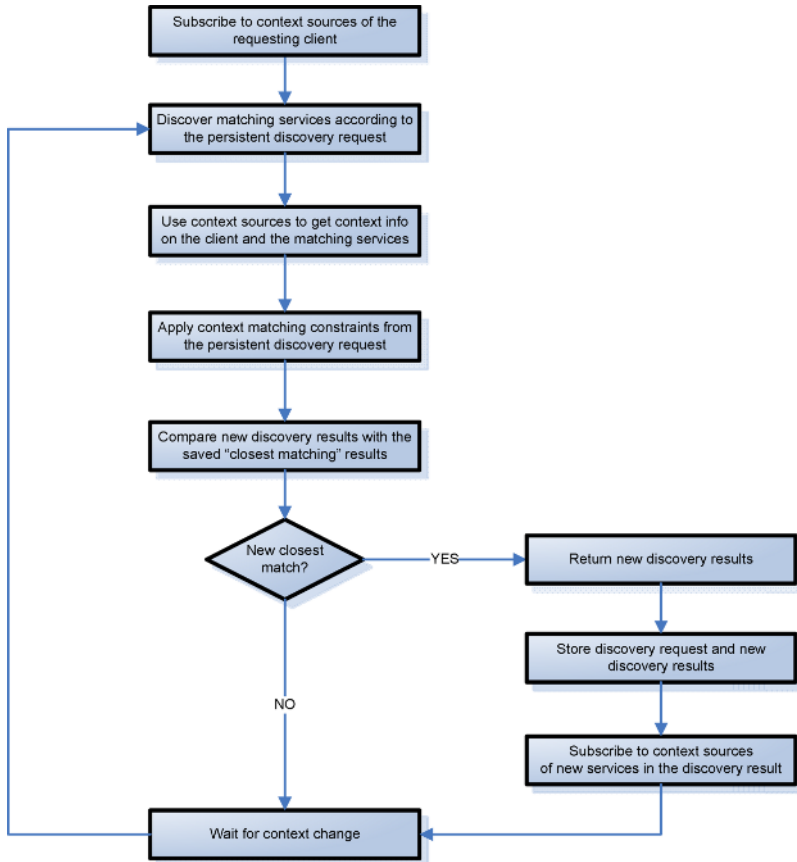 Subscribe to context sources of the
requesting client
Discover matching services according to
the persistent discovery request
Use context sources to get context info
on the client and the matching services
Apply context matching constraints from
the persistent discovery request
Compare new discovery results with the
saved “closest matching” results
New closest
match?
YES
Return new discovery results
Store discovery request and new
discovery results
NO
Subscribe to context sources
of new services in the discovery result
Wait for context change